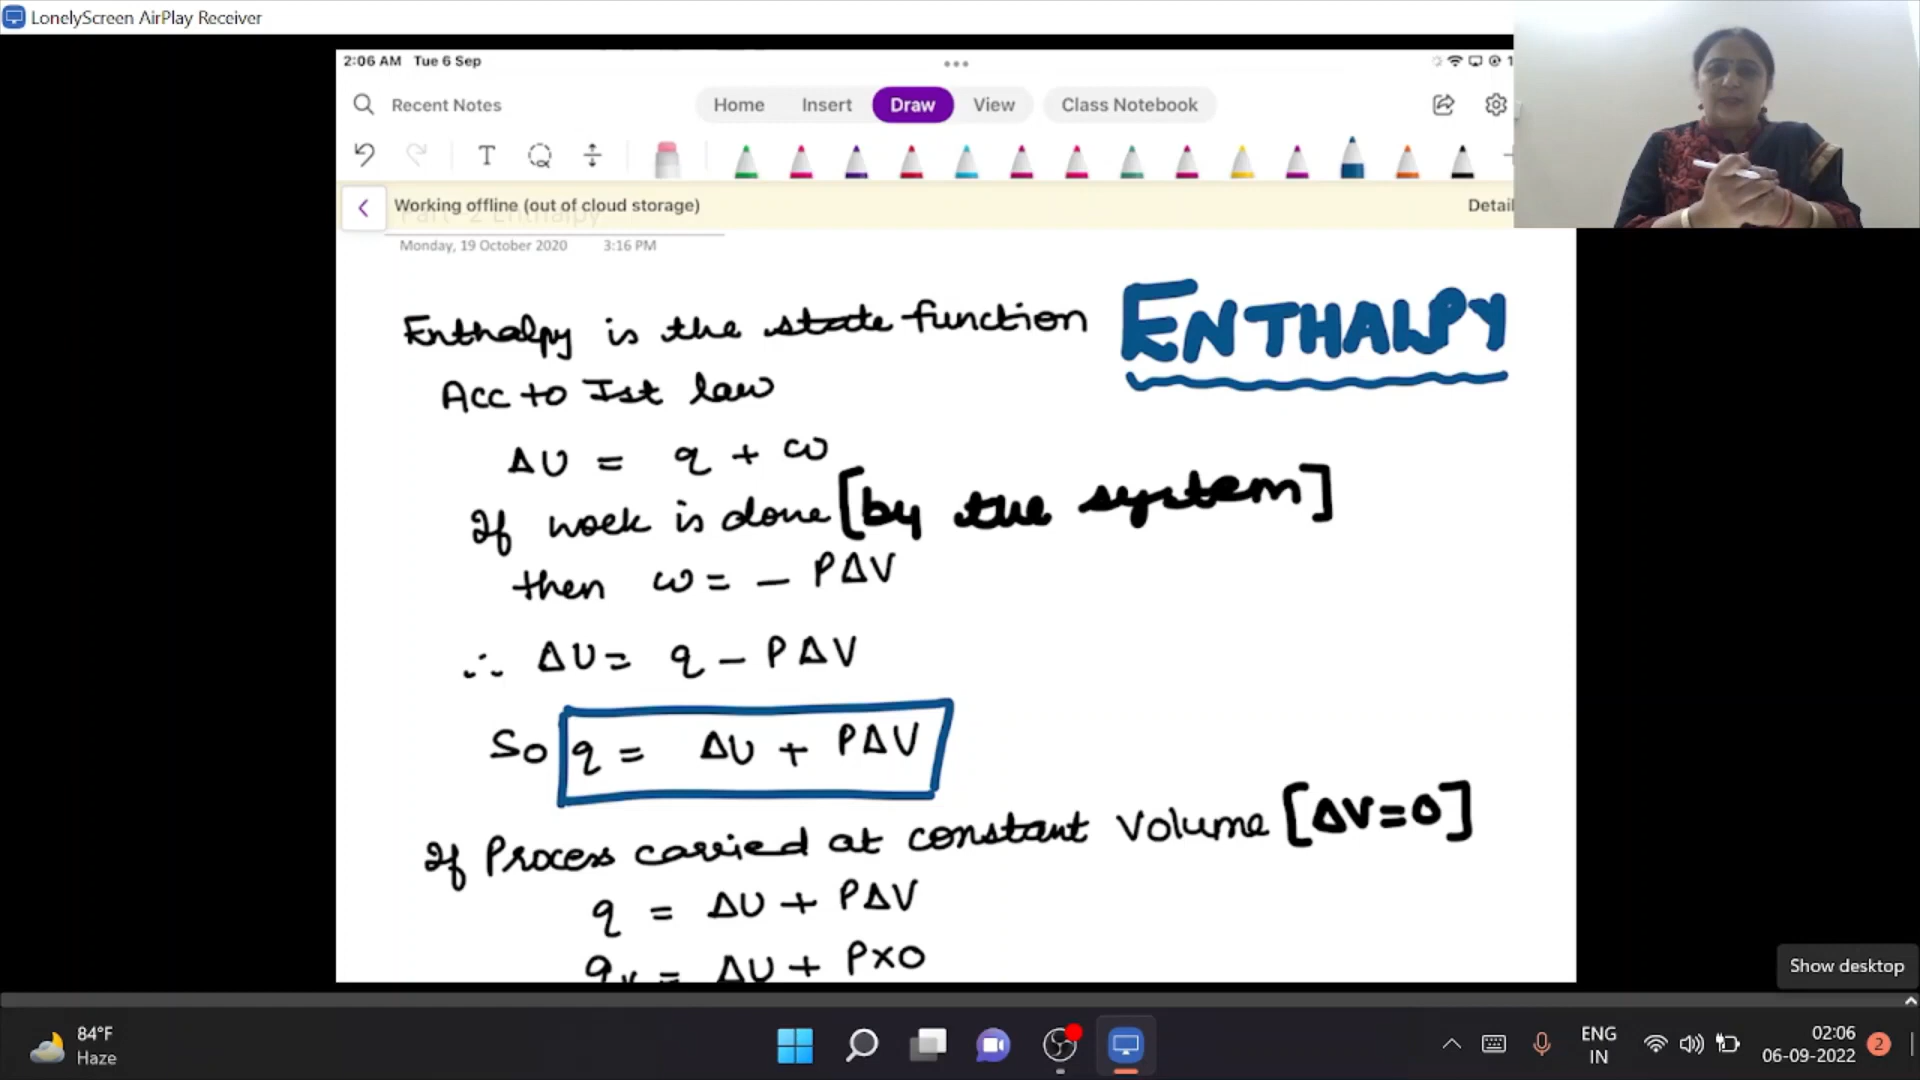 LonelyScreen AirPlay Receiver
2:06 AM Tue 6 Sep
Recent Notes
Home Insert Draw View Class Notebook
Working offline (out of cloud storage)
Detail
Part-2 Enthalpy
Monday, 19 October 2020 3:16 PM
ENTHALPY
Enthalpy is the state function
Acc to Ist law
ΔU = q + w
If work is done [by the system]
then w = - PΔV
∴ ΔU = q - PΔV
So q = ΔU + PΔV
If Process carried at constant Volume [ΔV=0]
q = ΔU + PΔV
qv = ΔU + P×0
Show desktop
84°F
Haze
ENG
IN
02:06
06-09-2022
2